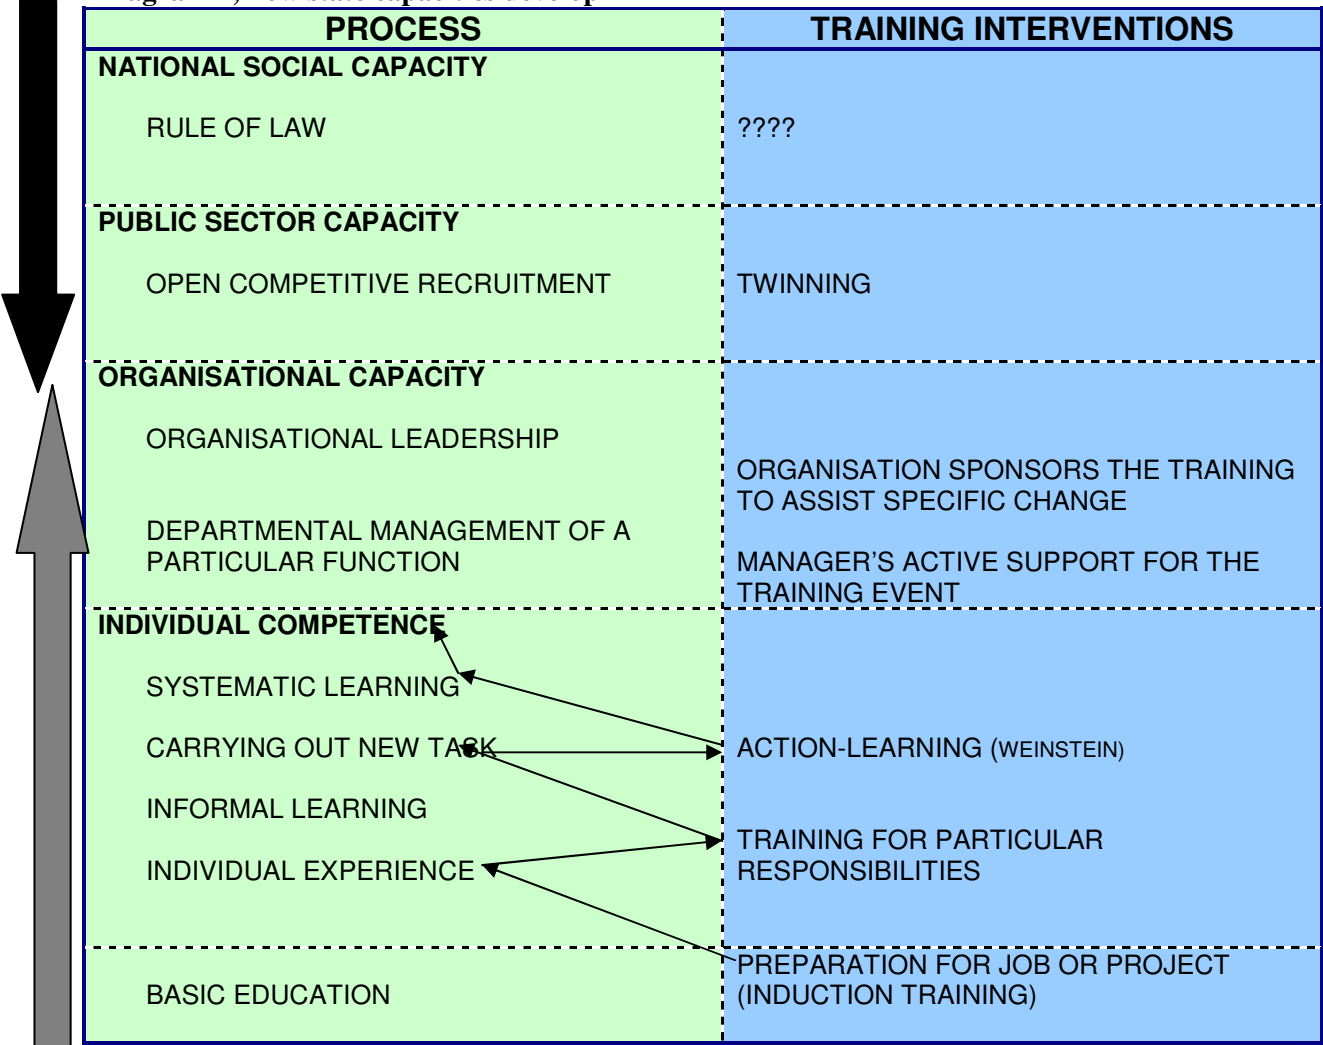 PROCESS
TRAINING INTERVENTIONS
NATIONAL SOCIAL CAPACITY
RULE OF LAW
????
PUBLIC SECTOR CAPACITY
OPEN COMPETITIVE RECRUITMENT
TWINNING
ORGANISATIONAL CAPACITY
ORGANISATIONAL LEADERSHIP
ORGANISATION SPONSORS THE TRAINING
TO ASSIST SPECIFIC CHANGE
DEPARTMENTAL MANAGEMENT OF A
PARTICULAR FUNCTION
MANAGER'S ACTIVE SUPPORT FOR THE
TRAINING EVENT
INDIVIDUAL COMPETENCE
SYSTEMATIC LEARNING
CARRYING OUT NEW TASK
ACTION-LEARNING (WEINSTEIN)
INFORMAL LEARNING
TRAINING FOR PARTICULAR
RESPONSIBILITIES
INDIVIDUAL EXPERIENCE
PREPARATION FOR JOB OR PROJECT
(INDUCTION TRAINING)
BASIC EDUCATION